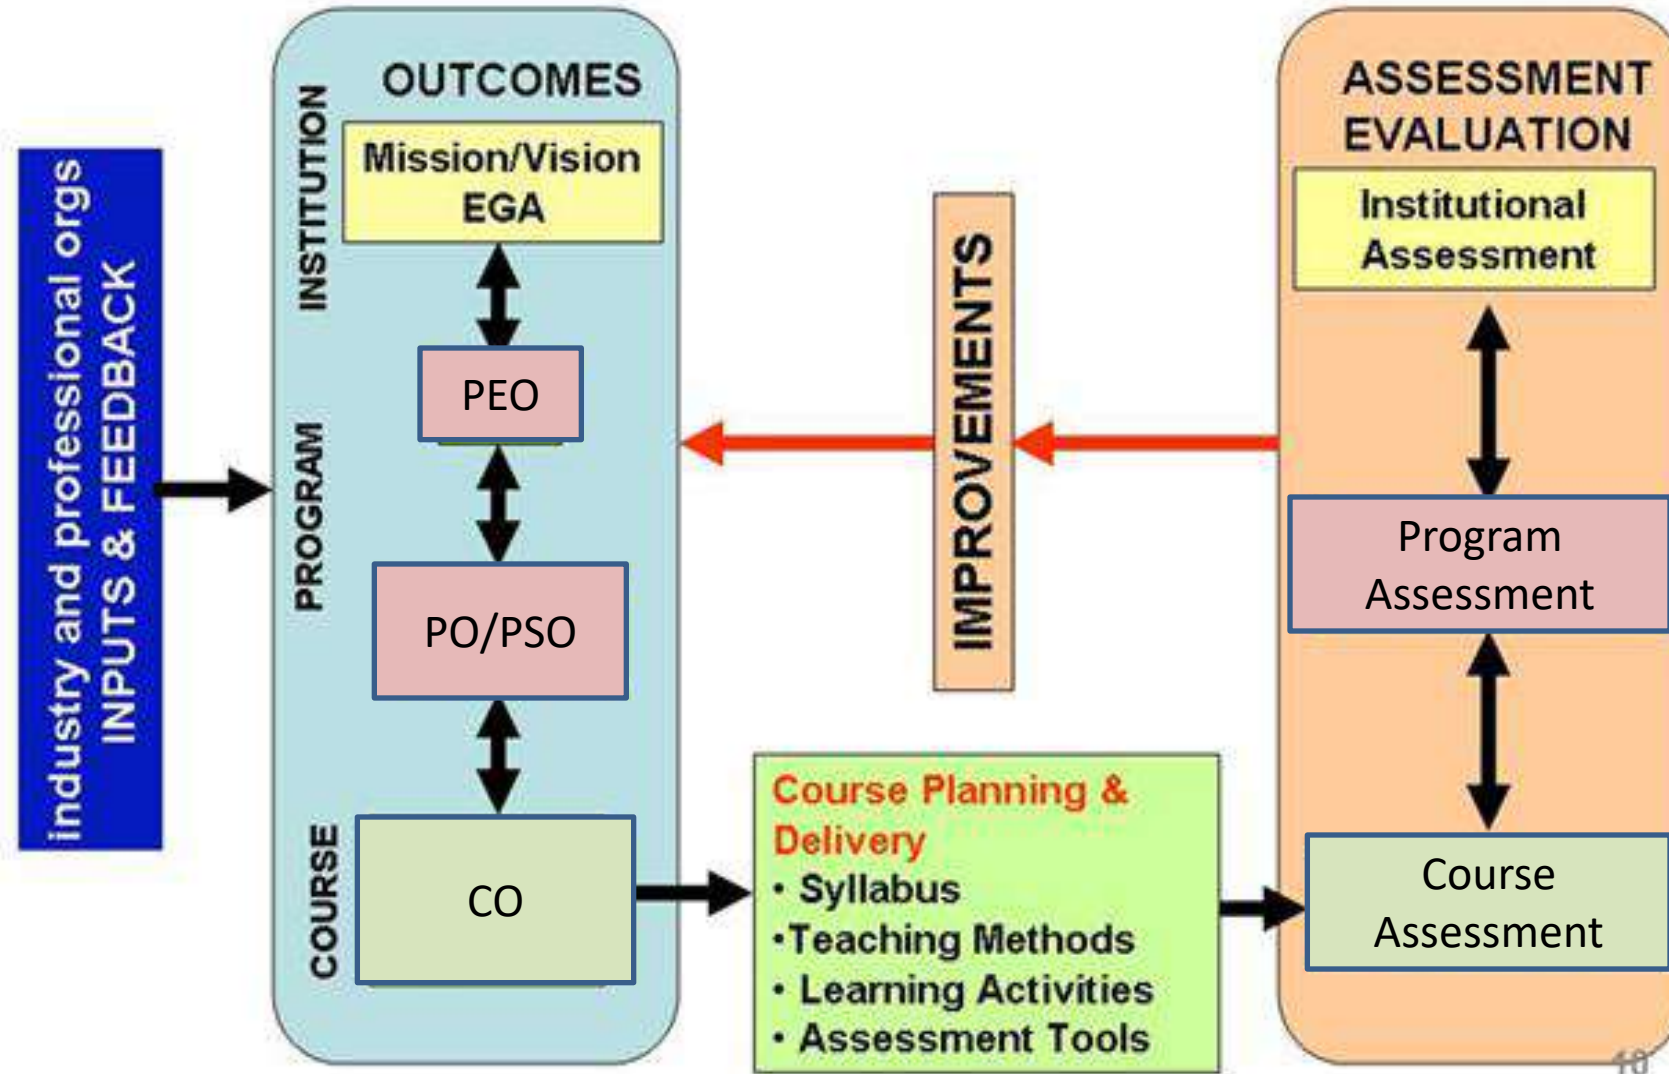 industry and professional orgs
INPUTS & FEEDBACK
OUTCOMES
INSTITUTION
Mission/Vision
EGA
PEO
PROGRAM
PO/PSO
COURSE
CO
Course Planning &
Delivery
• Syllabus
•Teaching Methods
• Learning Activities
• Assessment Tools
IMPROVEMENTS
ASSESSMENT
EVALUATION
Institutional
Assessment
Program
Assessment
Course
Assessment
10